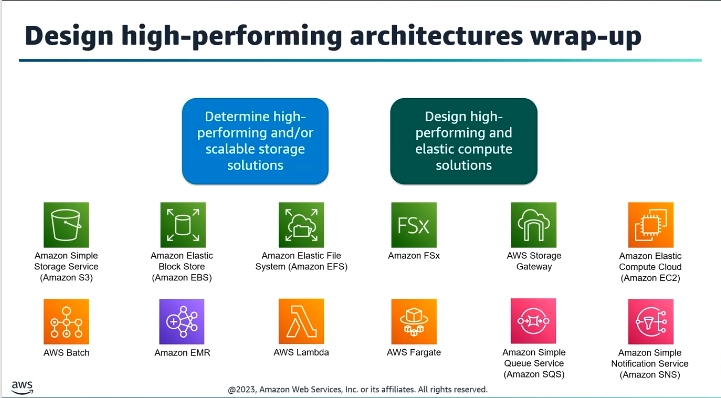 Design high-performing architectures wrap-up
Determine high-
performing and/or
scalable storage
solutions
Design high-
performing and
elastic compute
solutions
FSx
Amazon Simple
Storage Service
(Amazon S3)
Amazon Elastic
Block Store
(Amazon EBS)
Amazon Elastic File
System (Amazon EFS)
Amazon FSx
AWS Storage
Gateway
Amazon Elastic
Compute Cloud
(Amazon EC2)
AWS Batch
Amazon EMR
AWS Lambda
AWS Fargate
Amazon Simple
Queue Service
(Amazon SQS)
Amazon Simple
Notification Service
(Amazon SNS)
aws
@2023, Amazon Web Services, Inc. or its affiliates. All rights reserved.